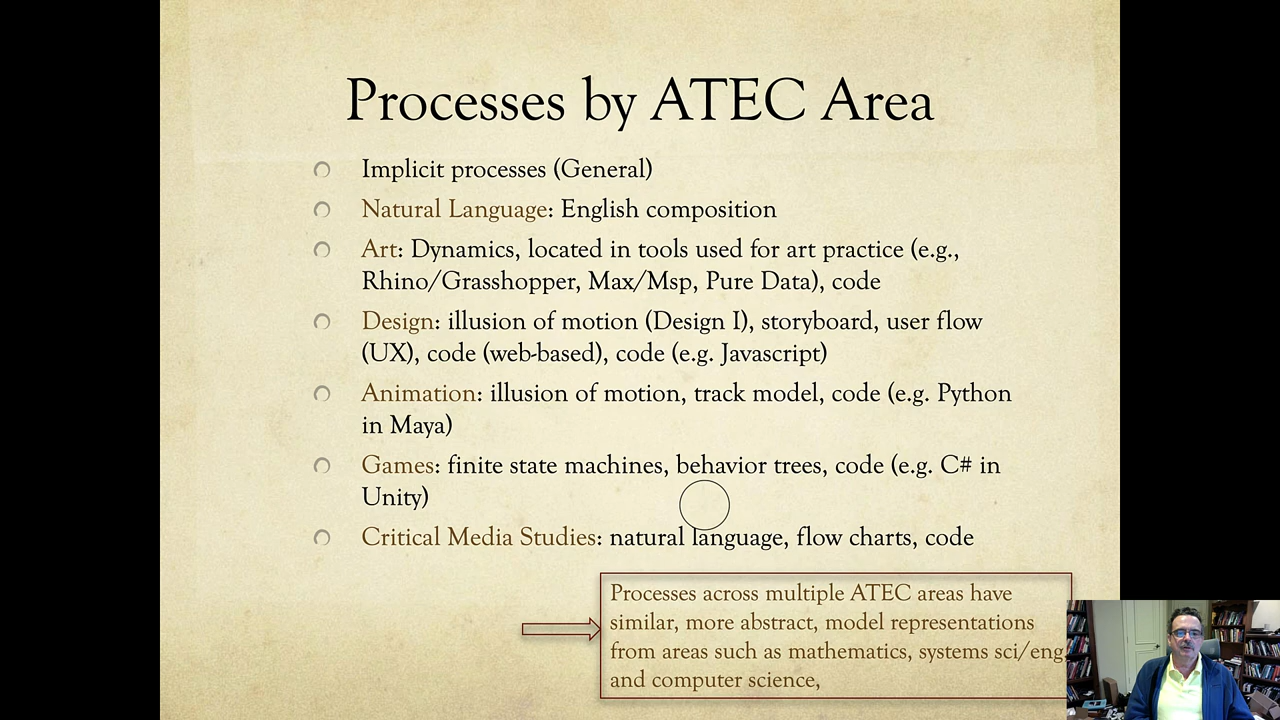 Processes by ATEC Area
Implicit processes (General)
Natural Language: English composition
Art: Dynamics, located in tools used for art practice (e.g.,
Rhino/Grasshopper, Max/Msp, Pure Data), code
Design: illusion of motion (Design I), storyboard, user flow
(UX), code (web-based), code (e.g. Javascript)
Animation: illusion of motion, track model, code (e.g. Python
in Maya)
Games: finite state machines, behavior trees, code (e.g. C# in
Unity)
Critical Media Studies: natural language, flow charts, code
Processes across multiple ATEC areas have
similar, more abstract, model representations
from areas such as mathematics, systems sci/eng
and computer science,